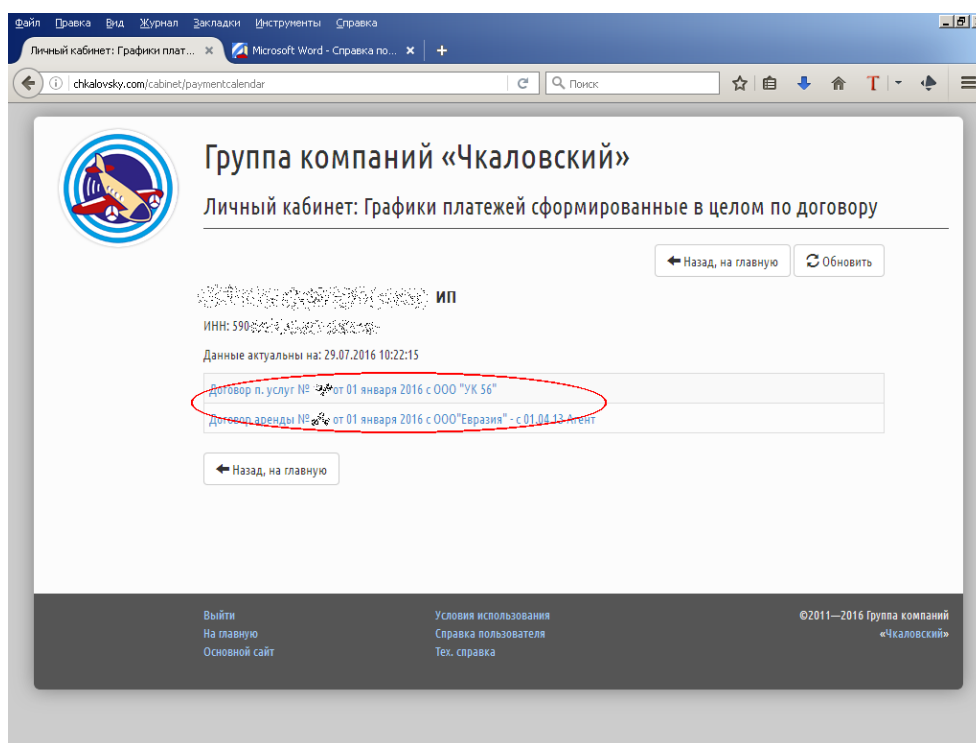 Файл Правка Вид Журнал Закладки Инструменты Справка
Личный кабинет: Графики плат... Microsoft Word - Справка по...
chkalovsky.com/cabinet/paymentcalendar Поиск
Группа компаний «Чкаловский»
Личный кабинет: Графики платежей сформированные в целом по договору
Назад, на главную Обновить
ИП
ИНН: 590
Данные актуальны на: 29.07.2016 10:22:15
Договор п. услуг № от 01 января 2016 с ООО "УК 56"
Договор аренды № от 01 января 2016 с ООО"Евразия" - с 01.04.13 Агент
Назад, на главную
Выйти Условия использования ©2011—2016 Группа компаний
На главную Справка пользователя «Чкаловский»
Основной сайт Тех. справка